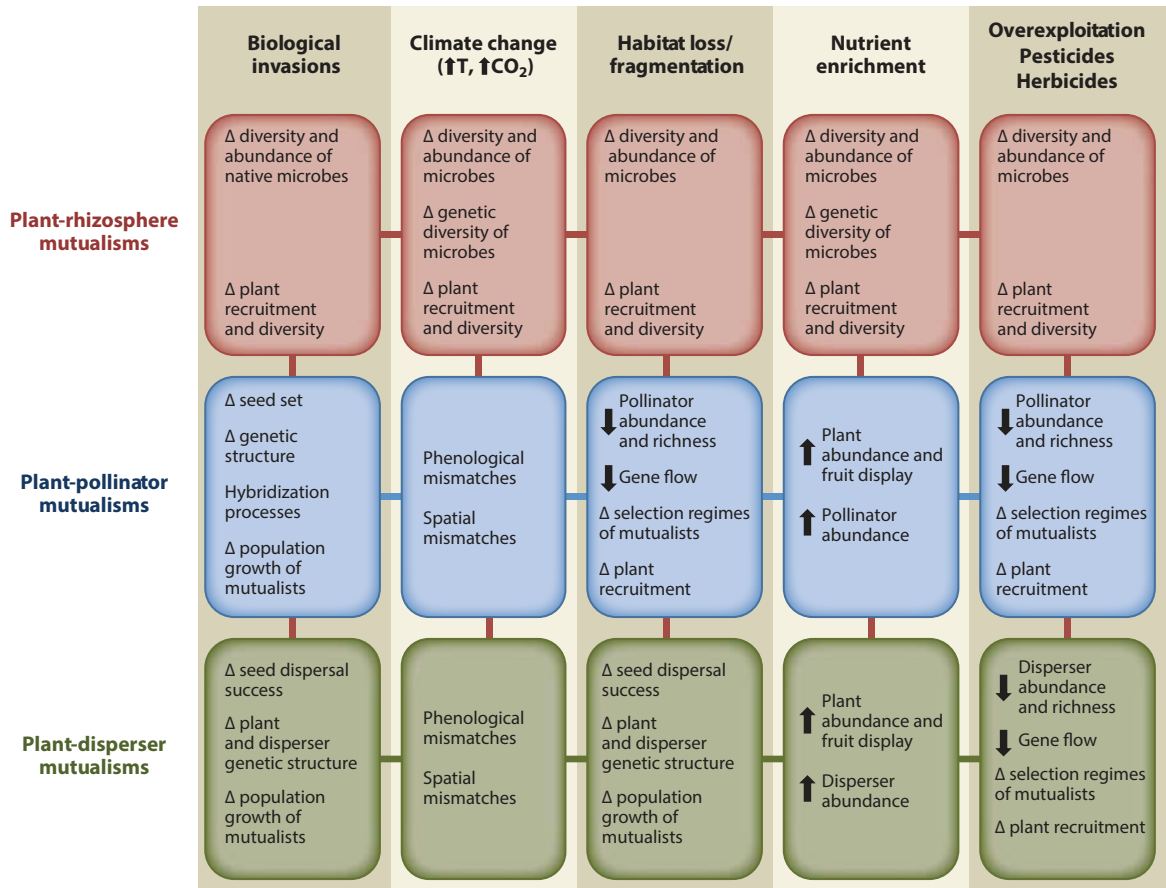 Biological
invasions
Climate change
(⬆T, ⬆CO₂)
Habitat loss/
fragmentation
Nutrient
enrichment
Overexploitation
Pesticides
Herbicides
Plant-rhizosphere
mutualisms
Δ diversity and
abundance of
native microbes
Δ plant
recruitment
and diversity
Δ diversity and
abundance of
microbes
Δ genetic
diversity of
microbes
Δ plant
recruitment
and diversity
Δ diversity and
abundance of
microbes
Δ plant
recruitment
and diversity
Δ diversity and
abundance of
microbes
Δ genetic
diversity of
microbes
Δ plant
recruitment
and diversity
Δ diversity and
abundance of
microbes
Δ plant
recruitment
and diversity
Plant-pollinator
mutualisms
Δ seed set
Δ genetic
structure
Hybridization
processes
Δ population
growth of
mutualists
Phenological
mismatches
Spatial
mismatches
⬇ Pollinator
abundance
and richness
⬇ Gene flow
Δ selection regimes
of mutualists
Δ plant
recruitment
⬆ Plant
abundance and
fruit display
⬆ Pollinator
abundance
⬇ Pollinator
abundance
and richness
⬇ Gene flow
Δ selection regimes
of mutualists
Δ plant
recruitment
Plant-disperser
mutualisms
Δ seed dispersal
success
Δ plant
and disperser
genetic structure
Δ population
growth of
mutualists
Phenological
mismatches
Spatial
mismatches
Δ seed dispersal
success
Δ plant
and disperser
genetic structure
Δ population
growth of
mutualists
⬆ Plant
abundance and
fruit display
⬆ Disperser
abundance
⬇ Disperser
abundance
and richness
⬇ Gene flow
Δ selection regimes
of mutualists
Δ plant recruitment